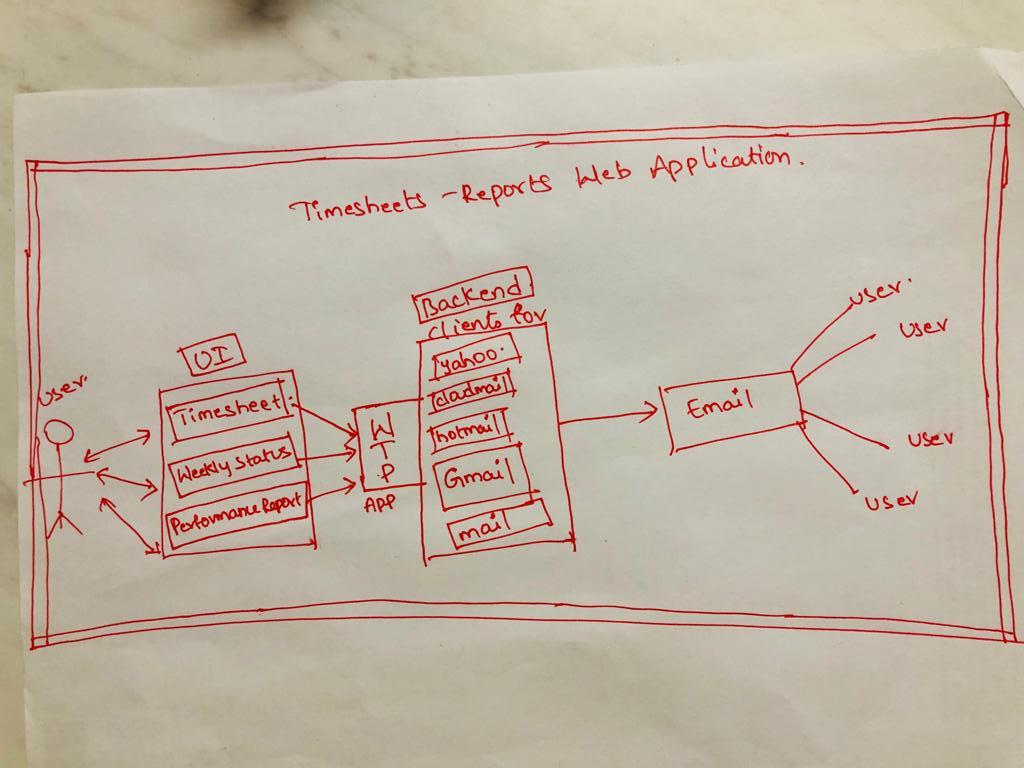 Timesheets - Reports Web Application.
user.
UI
Timesheet:
Weekly Status
Performance Report
WTP
APP
Backend
clients for
yahoo.
cloudmail
hotmail
Gmail
mail
Email
user.
user
user
user